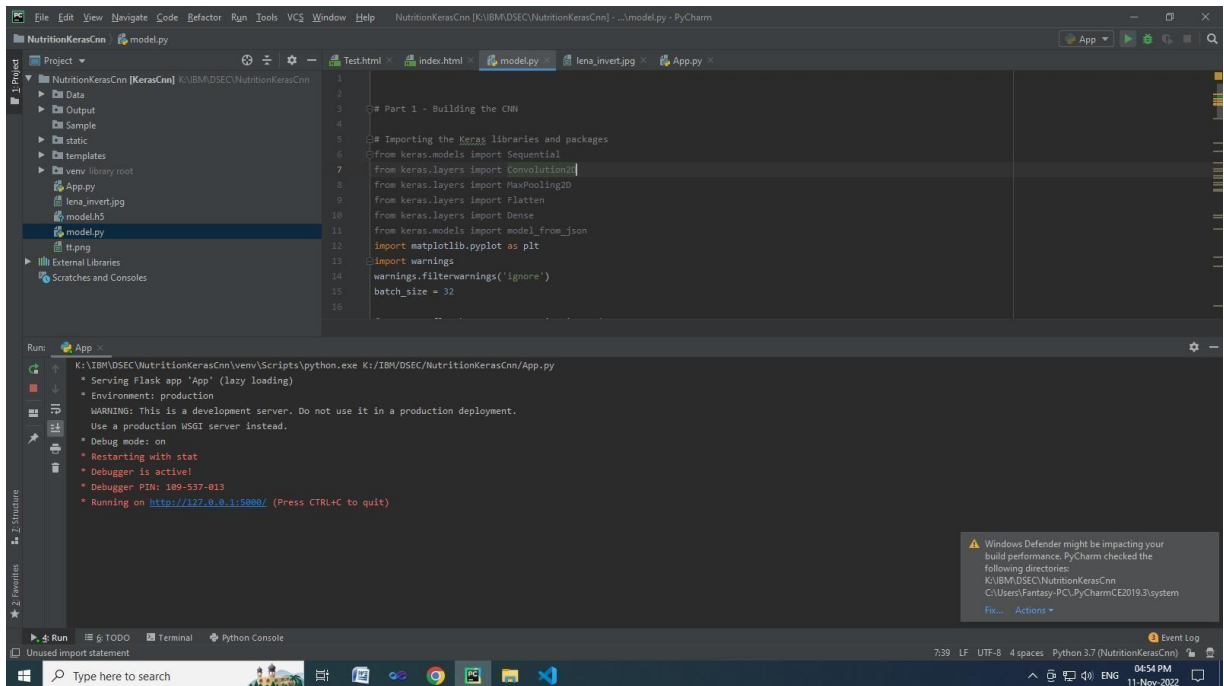 File Edit View Navigate Code Refactor Run Tools VCS Window Help NutritionKerasCnn [K:\IBM\DSEC\NutritionKerasCnn] - ...\model.py - PyCharm
NutritionKerasCnn model.py App
Project
Test.html index.html model.py lena_invert.jpg App.py
1: Project
NutritionKerasCnn [KerasCnn] K:\IBM\DSEC\NutritionKerasCnn
Data
Output
Sample
static
templates
venv library root
App.py
lena_invert.jpg
model.h5
model.py
tt.png
External Libraries
Scratches and Consoles
1
2
3 # Part 1 - Building the CNN
4
5 # Importing the Keras libraries and packages
6 from keras.models import Sequential
7 from keras.layers import Convolution2D
8 from keras.layers import MaxPooling2D
9 from keras.layers import Flatten
10 from keras.layers import Dense
11 from keras.models import model_from_json
12 import matplotlib.pyplot as plt
13 import warnings
14 warnings.filterwarnings('ignore')
15 batch_size = 32
16
Run: App
K:\IBM\DSEC\NutritionKerasCnn\venv\Scripts\python.exe K:/IBM/DSEC/NutritionKerasCnn/App.py
* Serving Flask app 'App' (lazy loading)
* Environment: production
WARNING: This is a development server. Do not use it in a production deployment.
Use a production WSGI server instead.
* Debug mode: on
* Restarting with stat
* Debugger is active!
* Debugger PIN: 109-537-013
* Running on http://127.0.0.1:5000/ (Press CTRL+C to quit)
Z: Structure
2: Favorites
Windows Defender might be impacting your
build performance. PyCharm checked the
following directories:
K:\IBM\DSEC\NutritionKerasCnn
C:\Users\Fantasy-PC\.PyCharmCE2019.3\system
Fix... Actions
4: Run 6: TODO Terminal Python Console 3 Event Log
Unused import statement 7:39 LF UTF-8 4 spaces Python 3.7 (NutritionKerasCnn)
Type here to search ENG 04:54 PM
11-Nov-2022